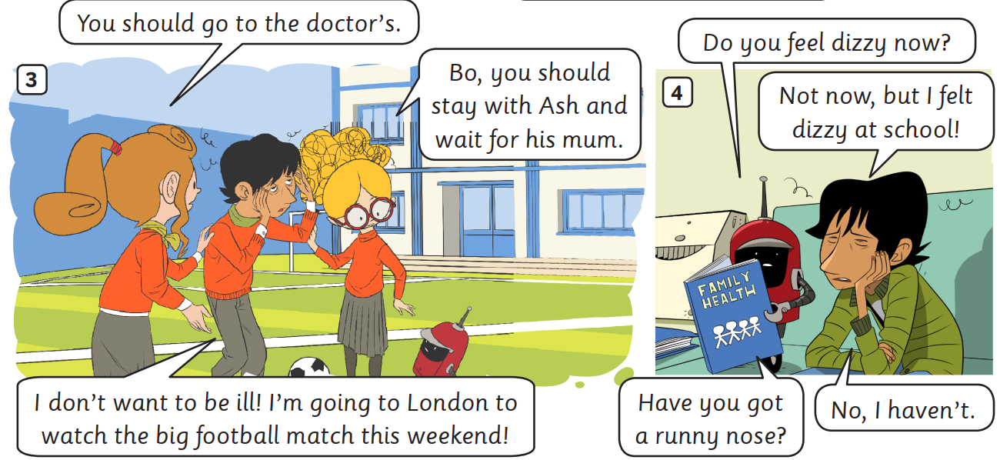 You should go to the doctor's.
3
Bo, you should
stay with Ash and
wait for his mum.
I don't want to be ill! I'm going to London to
watch the big football match this weekend!
4
Do you feel dizzy now?
Not now, but I felt
dizzy at school!
FAMILY
HEALTH
Have you got
a runny nose?
No, I haven't.